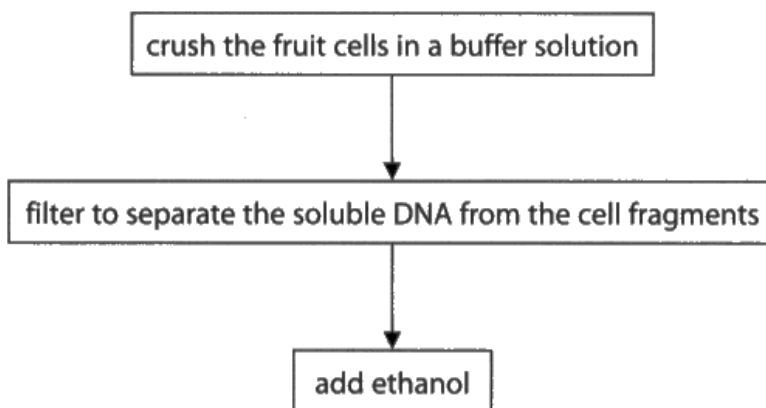 crush the fruit cells in a buffer solution
filter to separate the soluble DNA from the cell fragments
add ethanol